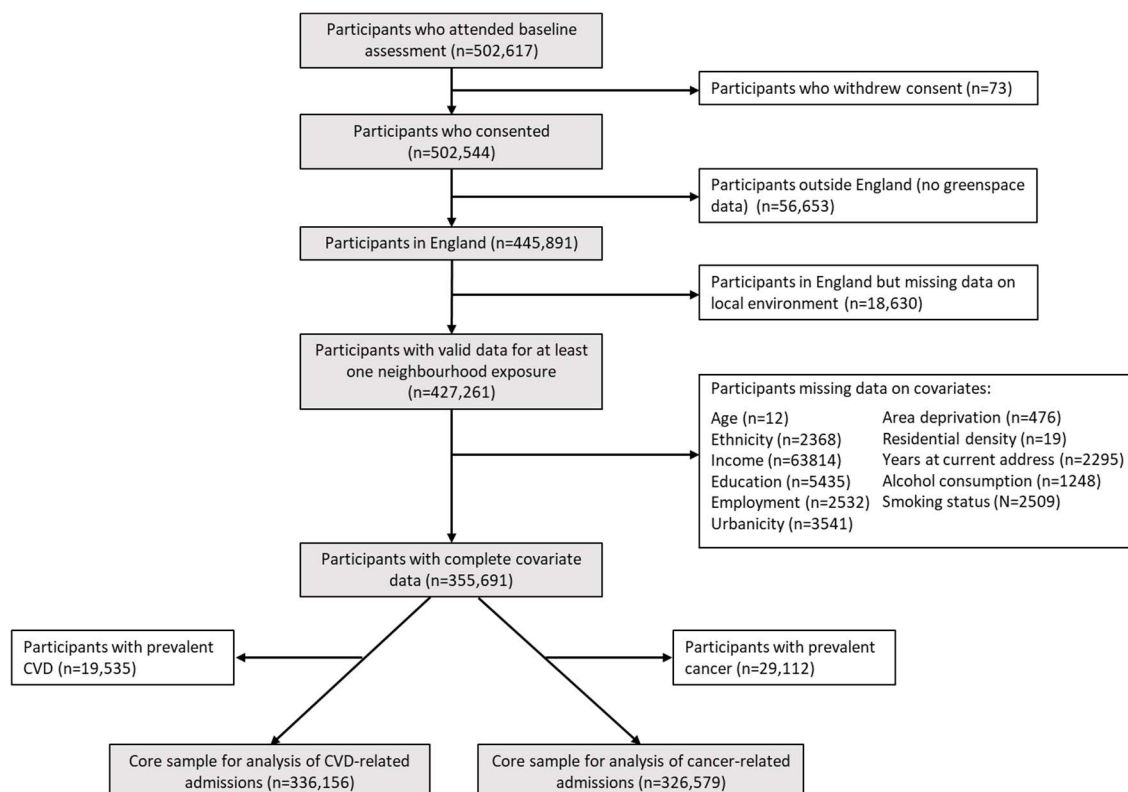 Participants who attended baseline
assessment (n=502,617)
Participants who withdrew consent (n=73)
Participants who consented
(n=502,544)
Participants outside England (no greenspace
data) (n=56,653)
Participants in England (n=445,891)
Participants in England but missing data on
local environment (n=18,630)
Participants with valid data for at least
one neighbourhood exposure
(n=427,261)
Participants missing data on covariates:
Age (n=12)
Ethnicity (n=2368)
Income (n=63814)
Education (n=5435)
Employment (n=2532)
Urbanicity (n=3541)
Area deprivation (n=476)
Residential density (n=19)
Years at current address (n=2295)
Alcohol consumption (n=1248)
Smoking status (N=2509)
Participants with complete covariate
data (n=355,691)
Participants with prevalent
CVD (n=19,535)
Participants with prevalent
cancer (n=29,112)
Core sample for analysis of CVD-related
admissions (n=336,156)
Core sample for analysis of cancer-related
admissions (n=326,579)